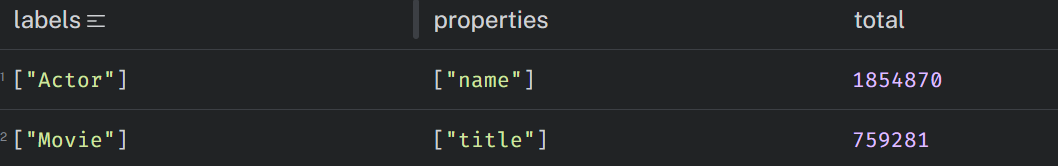 labels properties total
1 ["Actor"] ["name"] 1854870
2 ["Movie"] ["title"] 759281